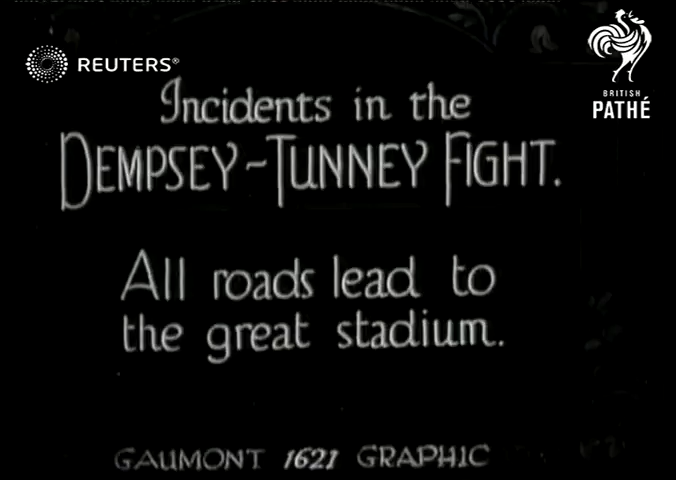 REUTERS®
BRITISH
PATHÉ
Incidents in the
DEMPSEY~TUNNEY FIGHT.
All roads lead to
the great stadium.
GAUMONT 1621 GRAPHIC